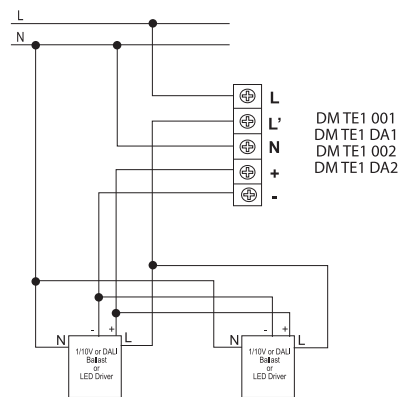 L
N
L
L'
N
+
-
DM TE1 001
DM TE1 DA1
DM TE1 002
DM TE1 DA2
N
-
+
L
1/10V or DALI
Ballast
or
LED Driver
N
-
+
L
1/10V or DALI
Ballast
or
LED Driver